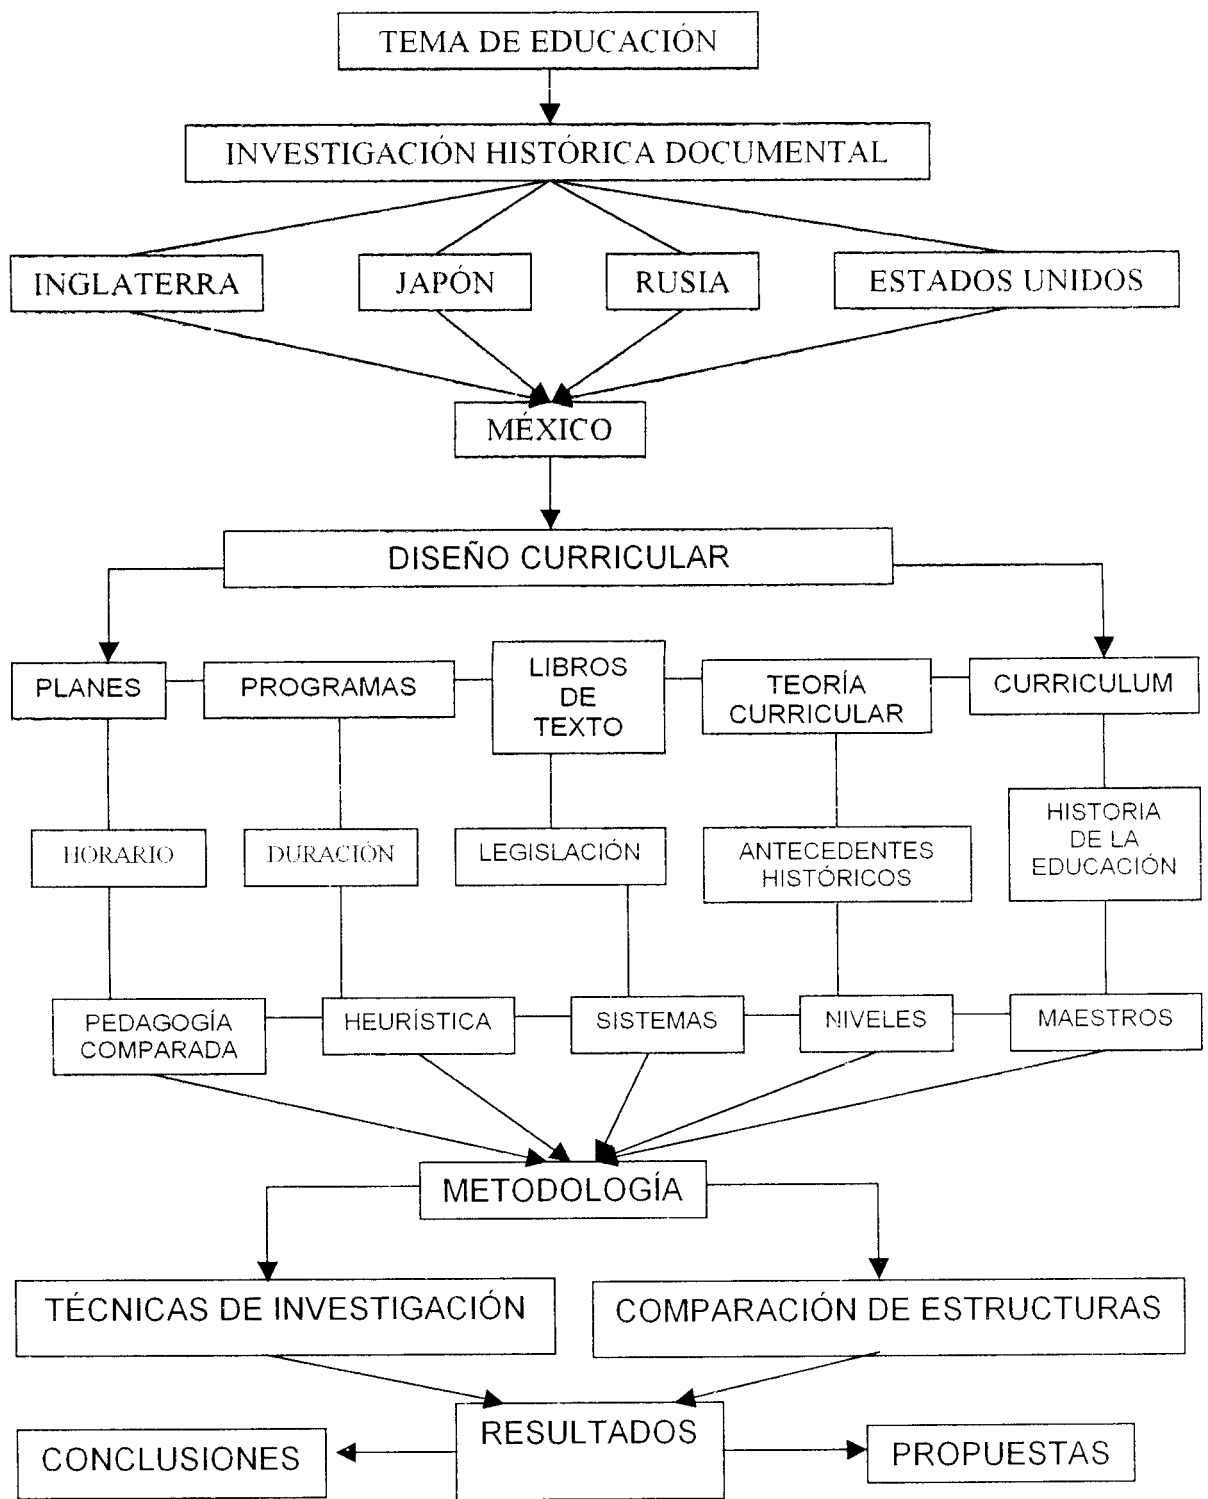 TEMA DE EDUCACIÓN
INVESTIGACIÓN HISTÓRICA DOCUMENTAL
INGLATERRA
JAPÓN
RUSIA
ESTADOS UNIDOS
MÉXICO
DISEÑO CURRICULAR
PLANES
PROGRAMAS
LIBROS
DE
TEXTO
TEORÍA
CURRICULAR
CURRICULUM
HORARIO
DURACIÓN
LEGISLACIÓN
ANTECEDENTES
HISTÓRICOS
HISTORIA
DE LA
EDUCACIÓN
PEDAGOGÍA
COMPARADA
HEURÍSTICA
SISTEMAS
NIVELES
MAESTROS
METODOLOGÍA
TÉCNICAS DE INVESTIGACIÓN
COMPARACIÓN DE ESTRUCTURAS
RESULTADOS
CONCLUSIONES
PROPUESTAS